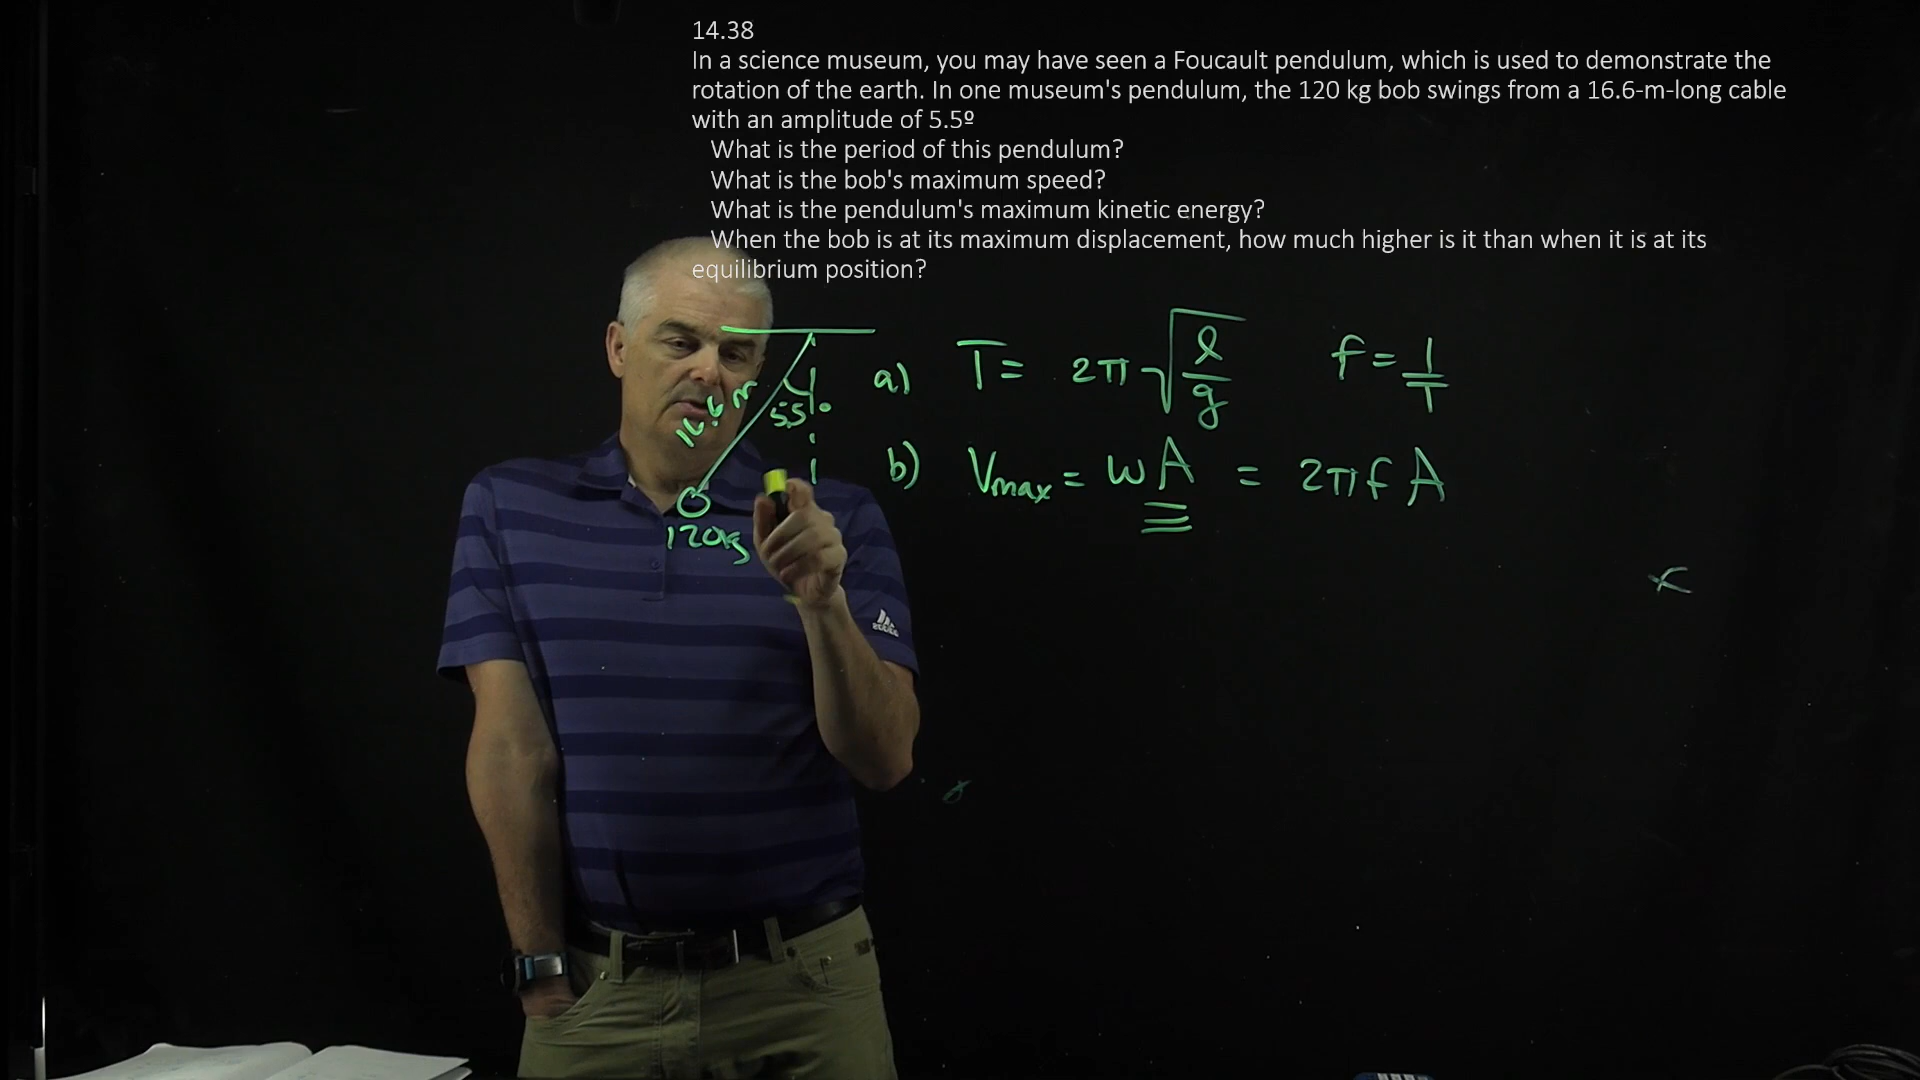 14.38
In a science museum, you may have seen a Foucault pendulum, which is used to demonstrate the
rotation of the earth. In one museum's pendulum, the 120 kg bob swings from a 16.6-m-long cable
with an amplitude of 5.5º
What is the period of this pendulum?
What is the bob's maximum speed?
What is the pendulum's maximum kinetic energy?
When the bob is at its maximum displacement, how much higher is it than when it is at its
equilibrium position?
a) T = 2π√(l/g) f = 1/T
16.6 m
5.5°
b) Vmax = ωA = 2πf A
120kg